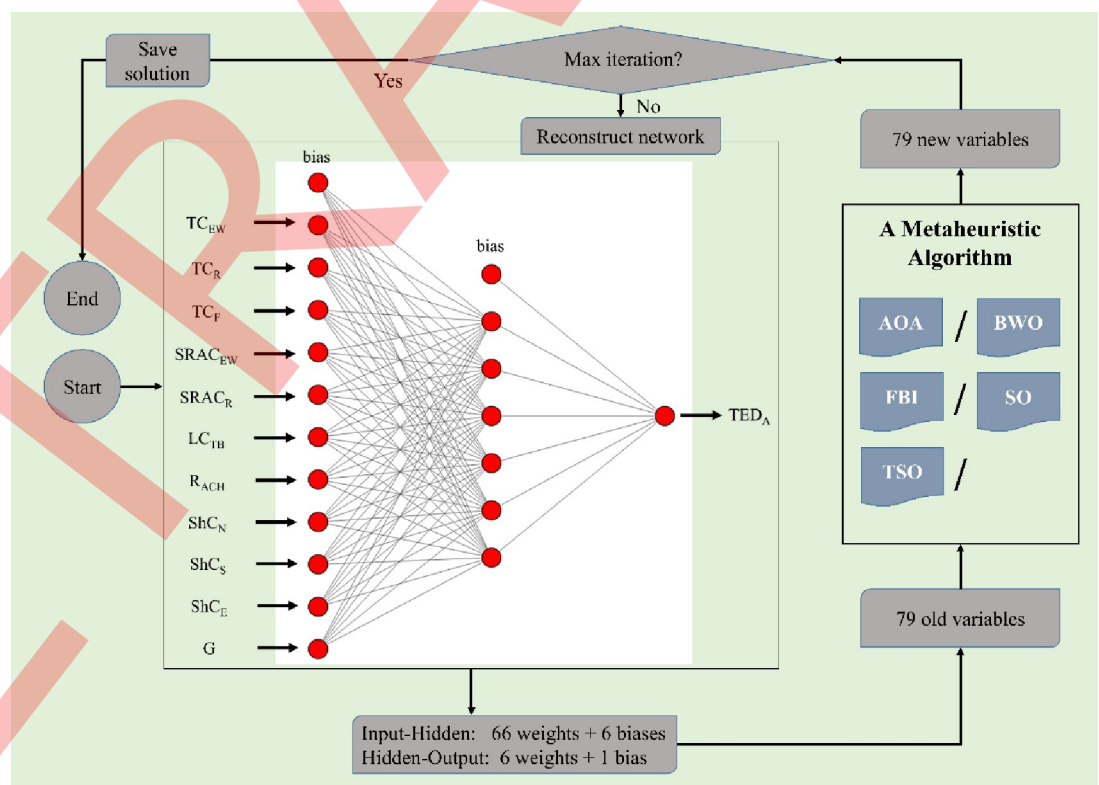 Save
solution
Yes
Max iteration?
No
Reconstruct network
79 new variables
bias
bias
TC_EW
TC_R
TC_F
SRAC_EW
SRAC_R
LC_TB
R_ACH
ShC_N
ShC_S
ShC_E
G
TED_A
End
Start
A Metaheuristic
Algorithm
AOA / BWO
FBI / SO
TSO /
79 old variables
Input-Hidden: 66 weights + 6 biases
Hidden-Output: 6 weights + 1 bias